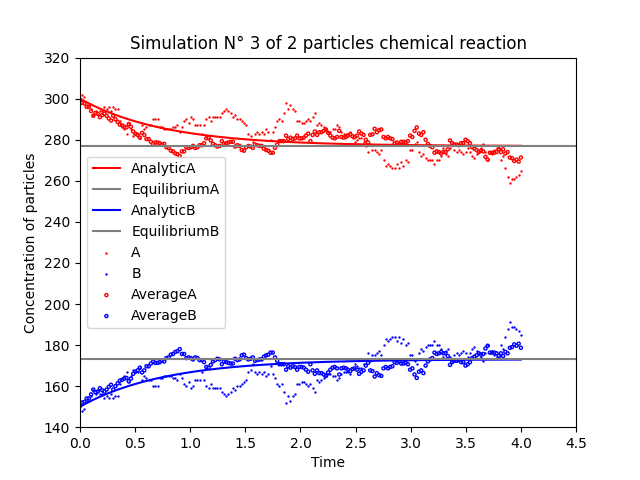 Simulation N° 3 of 2 particles chemical reaction
Concentration of particles
320
300
280
260
240
220
200
180
160
140
AnalyticA
EquilibriumA
AnalyticB
EquilibriumB
A
B
AverageA
AverageB
0.0 0.5 1.0 1.5 2.0 2.5 3.0 3.5 4.0 4.5
Time